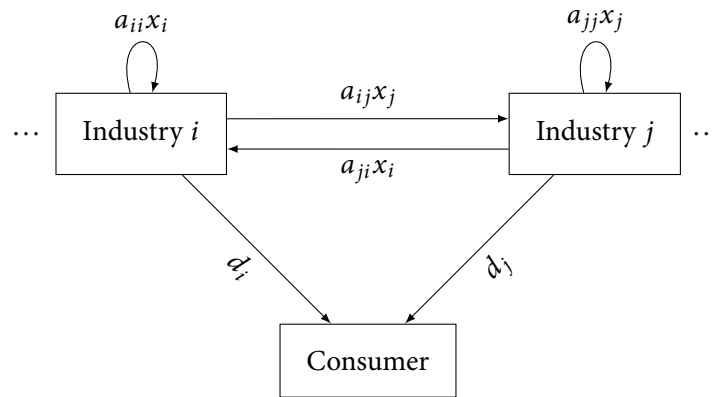 a_{ii}x_i
a_{jj}x_j
a_{ij}x_j
... Industry i
Industry j ..
a_{ji}x_i
d_i
d_j
Consumer